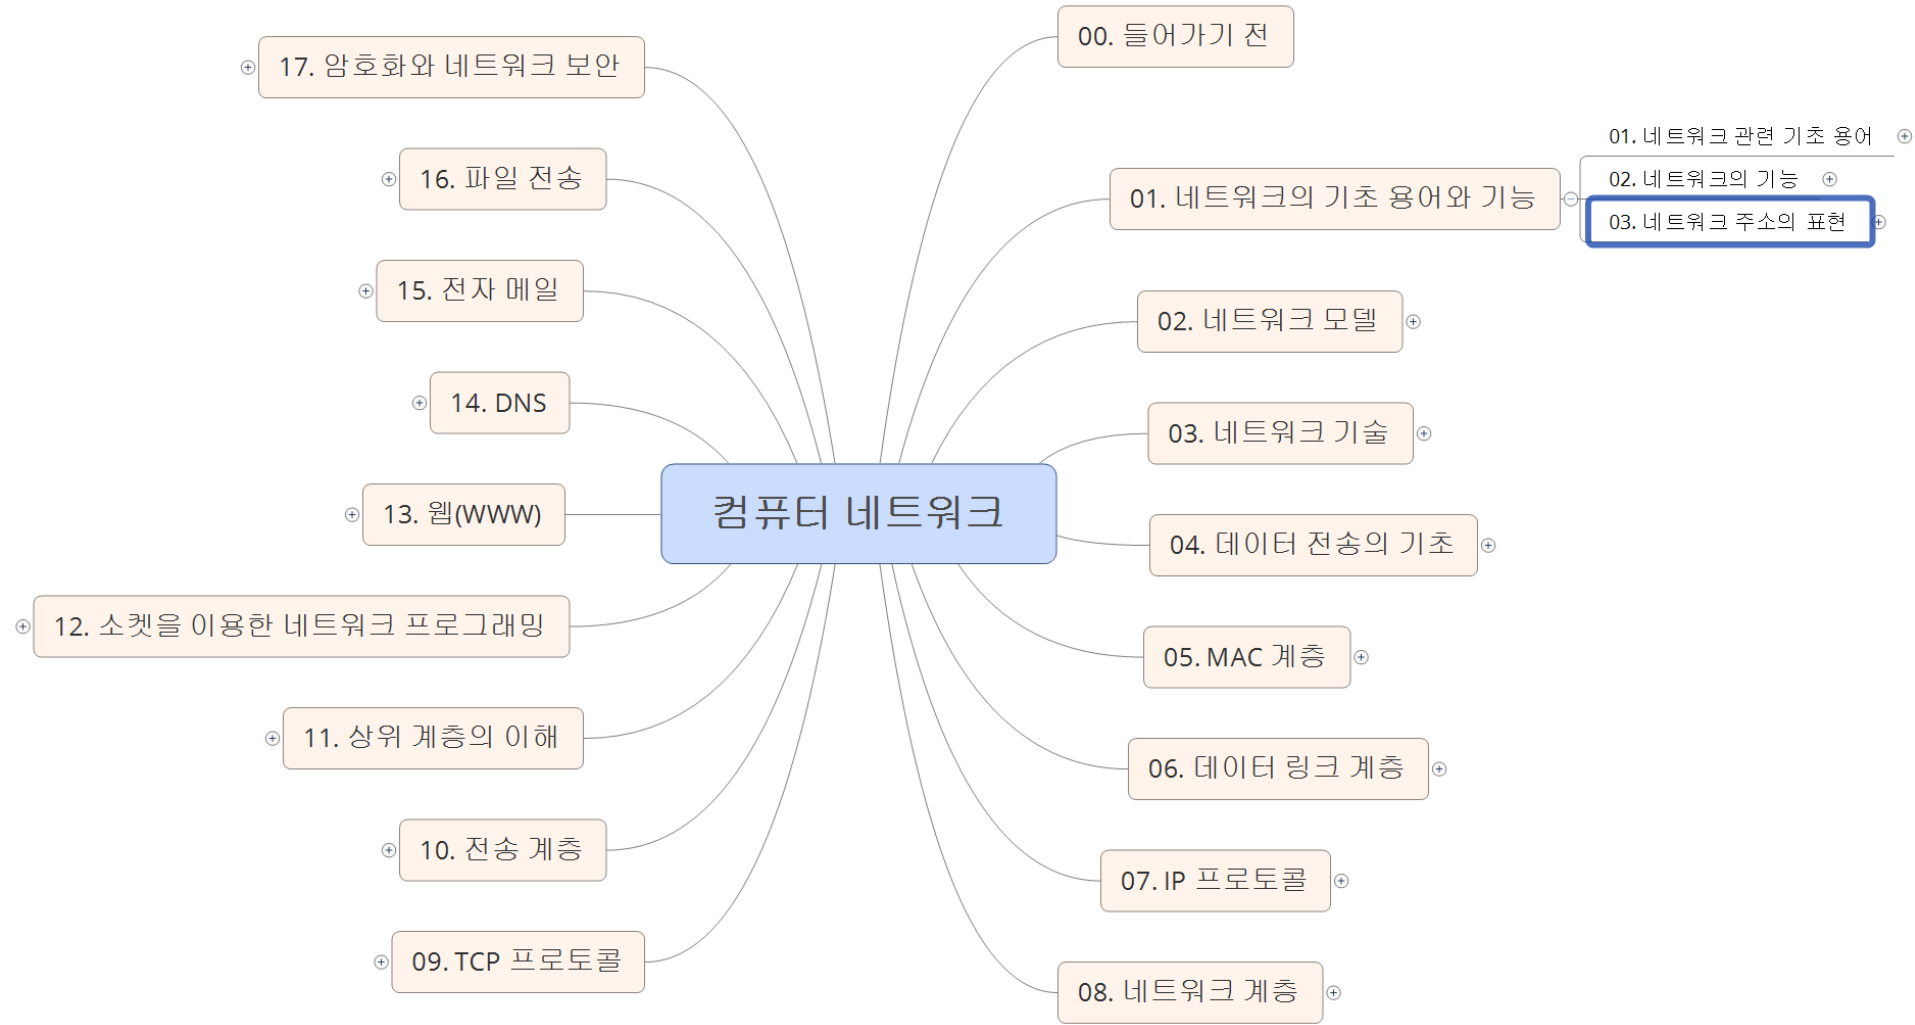 컴퓨터 네트워크
00. 들어가기 전
01. 네트워크의 기초 용어와 기능
01. 네트워크 관련 기초 용어
02. 네트워크의 기능
03. 네트워크 주소의 표현
02. 네트워크 모델
03. 네트워크 기술
04. 데이터 전송의 기초
05. MAC 계층
06. 데이터 링크 계층
07. IP 프로토콜
08. 네트워크 계층
09. TCP 프로토콜
10. 전송 계층
11. 상위 계층의 이해
12. 소켓을 이용한 네트워크 프로그래밍
13. 웹(WWW)
14. DNS
15. 전자 메일
16. 파일 전송
17. 암호화와 네트워크 보안